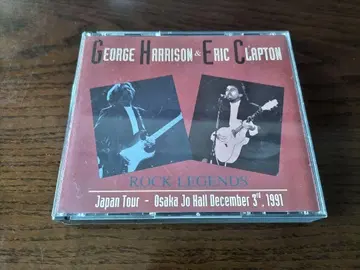 GEORGE HARRISON & ERIC CLAPTON
ROCK LEGENDS
Japan Tour - Osaka Jo Hall December 3rd, 1991